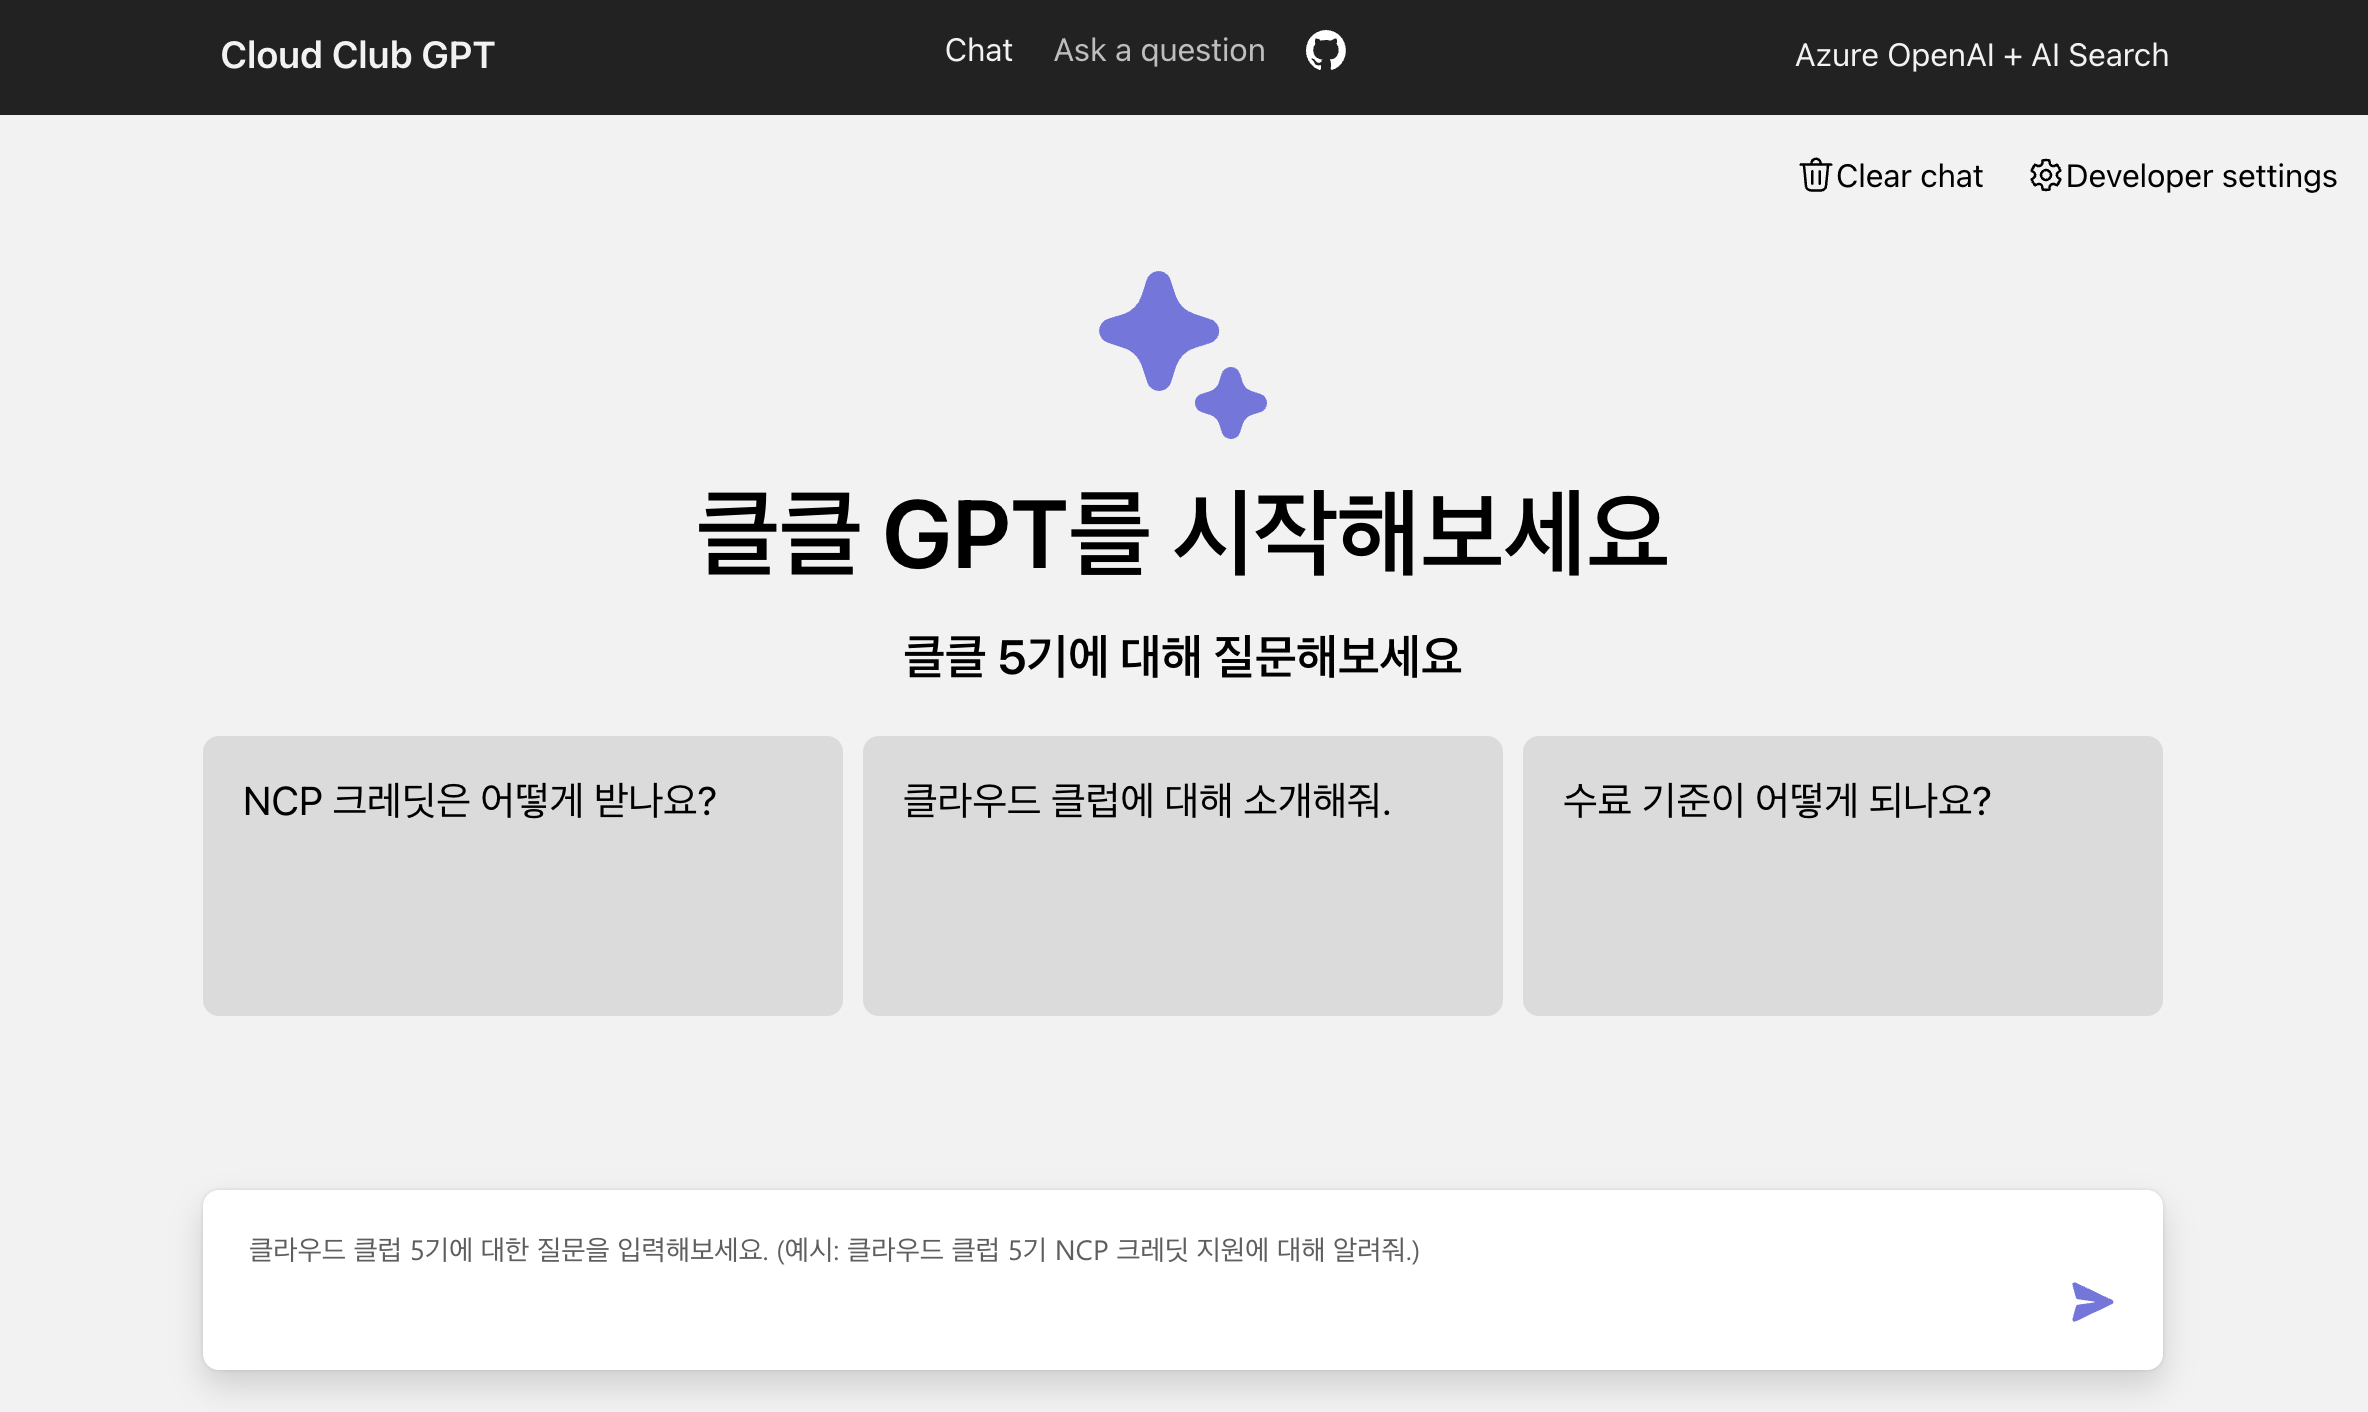 Cloud Club GPT
Chat
Ask a question
Azure OpenAI + AI Search
Clear chat
Developer settings
클클 GPT를 시작해보세요
클클 5기에 대해 질문해보세요
NCP 크레딧은 어떻게 받나요?
클라우드 클럽에 대해 소개해줘.
수료 기준이 어떻게 되나요?
클라우드 클럽 5기에 대한 질문을 입력해보세요. (예시: 클라우드 클럽 5기 NCP 크레딧 지원에 대해 알려줘.)